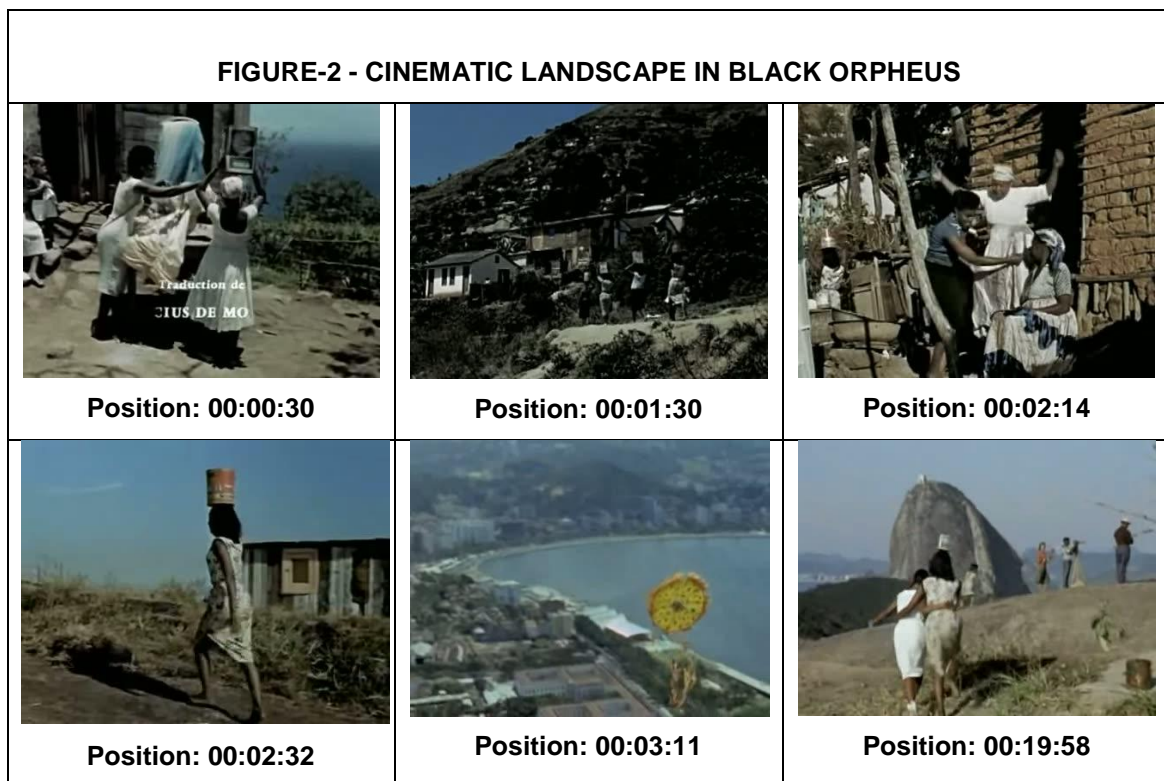 FIGURE-2 - CINEMATIC LANDSCAPE IN BLACK ORPHEUS
Traduction de
CIUS DE MO
Position: 00:00:30
Position: 00:01:30
Position: 00:02:14
Position: 00:02:32
Position: 00:03:11
Position: 00:19:58